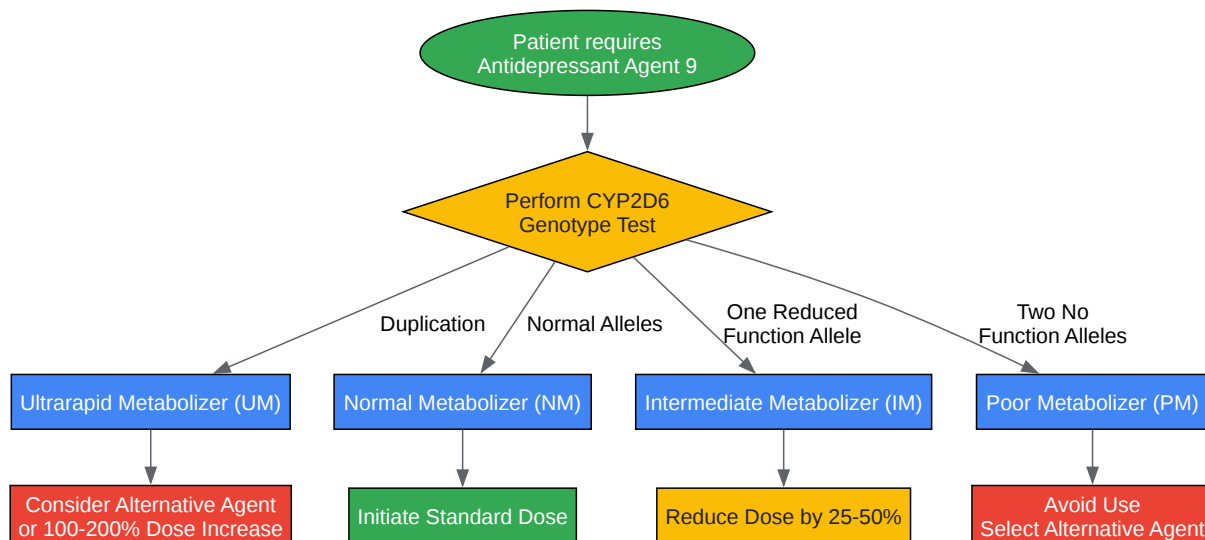 Patient requires
Antidepressant Agent 9
Perform CYP2D6
Genotype Test
Duplication
Normal Alleles
One Reduced
Function Allele
Two No
Function Alleles
Ultrarapid Metabolizer (UM)
Normal Metabolizer (NM)
Intermediate Metabolizer (IM)
Poor Metabolizer (PM)
Consider Alternative Agent
or 100-200% Dose Increase
Initiate Standard Dose
Reduce Dose by 25-50%
Avoid Use
Select Alternative Agent